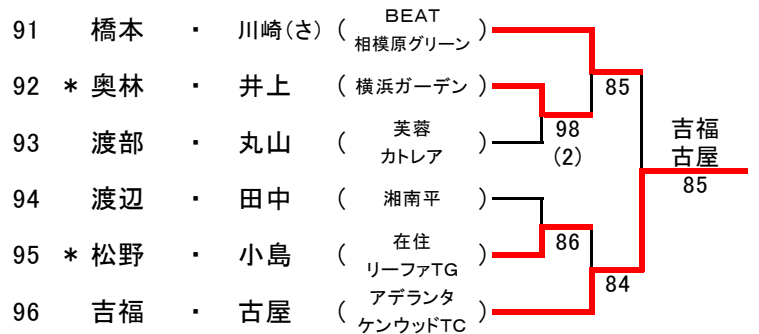 91 橋本 ・ 川崎(さ) ( BEAT
相模原グリーン )
92 * 奥林 ・ 井上 ( 横浜ガーデン )
85
93 渡部 ・ 丸山 ( 芙蓉
カトレア )
98
(2)
吉福
古屋
85
94 渡辺 ・ 田中 ( 湘南平 )
95 * 松野 ・ 小島 ( 在住
リーファTG )
86
84
96 吉福 ・ 古屋 ( アデランタ
ケンウッドTC )